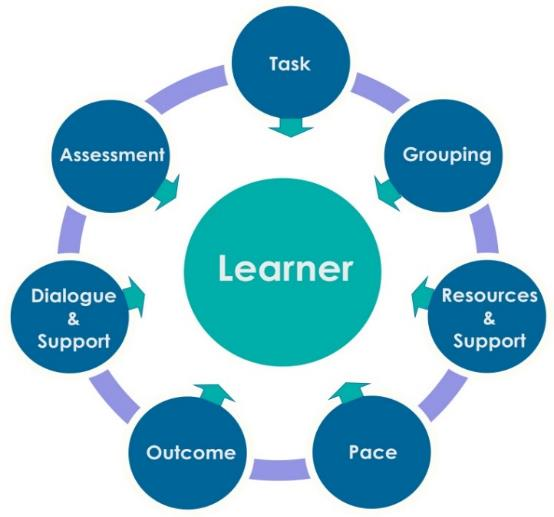 Task
Grouping
Resources
&
Support
Pace
Outcome
Dialogue
&
Support
Assessment
Learner